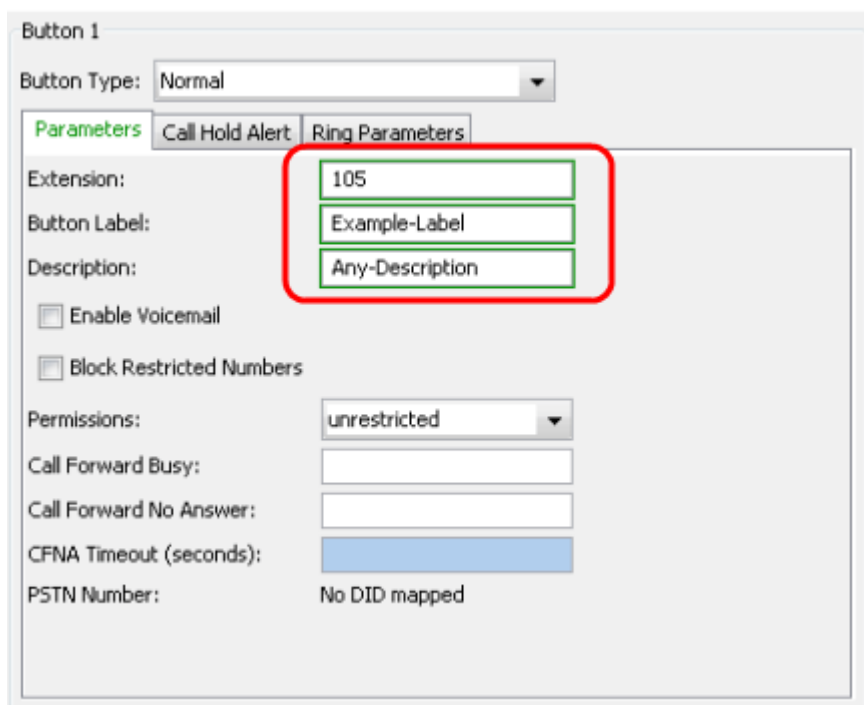 Button 1
Button Type: Normal
Parameters Call Hold Alert Ring Parameters
Extension: 105
Button Label: Example-Label
Description: Any-Description
Enable Voicemail
Block Restricted Numbers
Permissions: unrestricted
Call Forward Busy:
Call Forward No Answer:
CFNA Timeout (seconds):
PSTN Number: No DID mapped